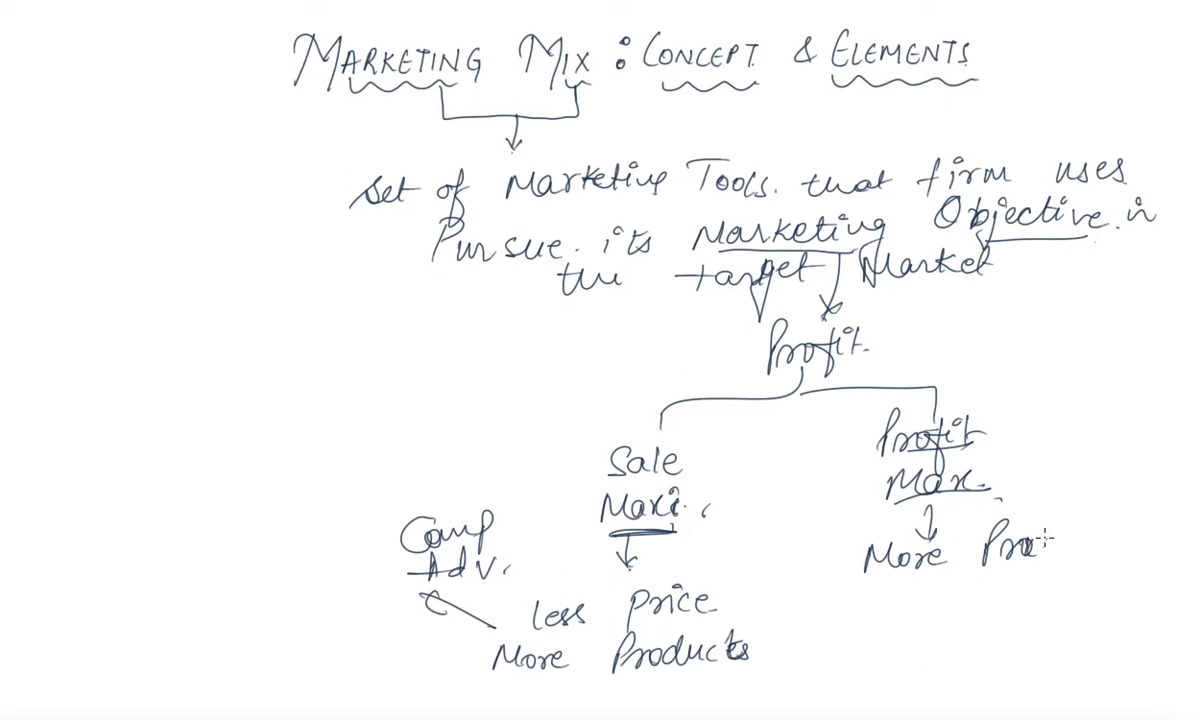 MARKETING MIX : CONCEPT & ELEMENTS
set of Marketing Tools. that firm uses
Pursue. its Marketing Objective. in
the target Market
Profit.
Sale
Maxi.
Profit
Max.
Comp
Adv.
More Pro
less Price
More Products